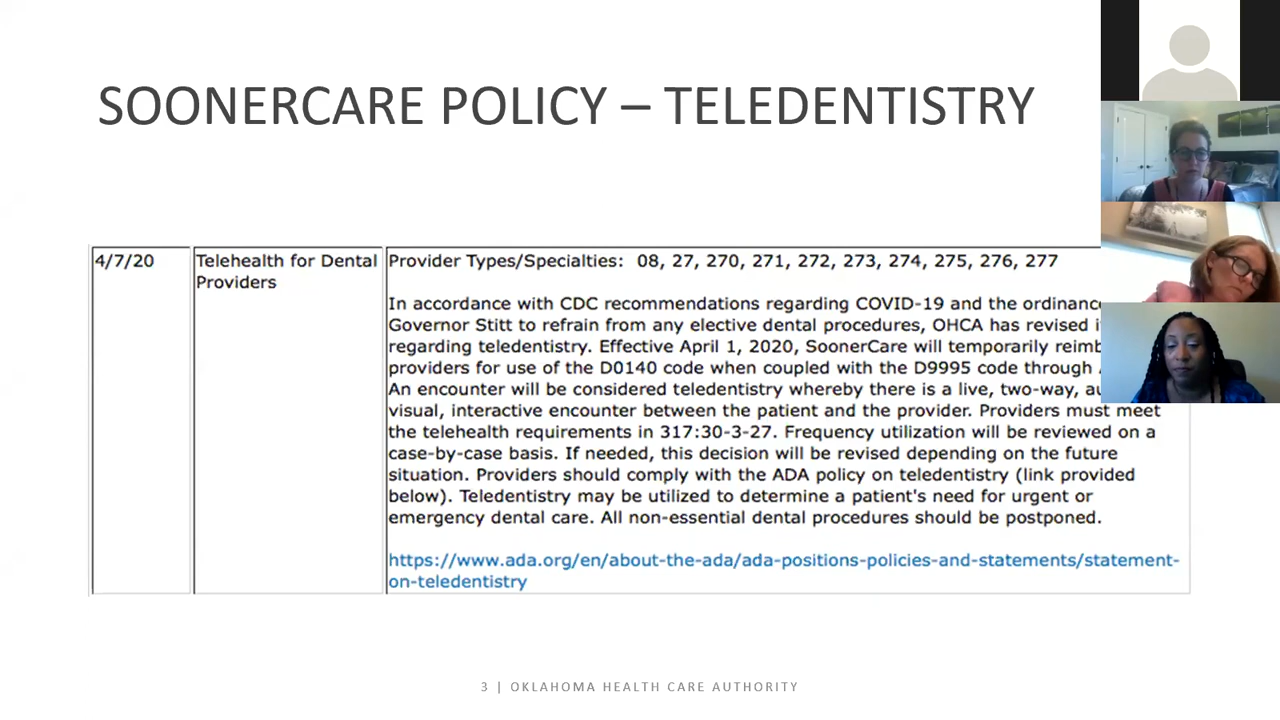 SOONERCARE POLICY – TELEDENTISTRY
4/7/20
Telehealth for Dental
Providers
Provider Types/Specialties: 08, 27, 270, 271, 272, 273, 274, 275, 276, 277
In accordance with CDC recommendations regarding COVID-19 and the ordinanc
Governor Stitt to refrain from any elective dental procedures, OHCA has revised i
regarding teledentistry. Effective April 1, 2020, SoonerCare will temporarily reimb
providers for use of the D0140 code when coupled with the D9995 code through
An encounter will be considered teledentistry whereby there is a live, two-way, au
visual, interactive encounter between the patient and the provider. Providers must meet
the telehealth requirements in 317:30-3-27. Frequency utilization will be reviewed on a
case-by-case basis. If needed, this decision will be revised depending on the future
situation. Providers should comply with the ADA policy on teledentistry (link provided
below). Teledentistry may be utilized to determine a patient's need for urgent or
emergency dental care. All non-essential dental procedures should be postponed.
https://www.ada.org/en/about-the-ada/ada-positions-policies-and-statements/statement-
on-teledentistry
3 | OKLAHOMA HEALTH CARE AUTHORITY